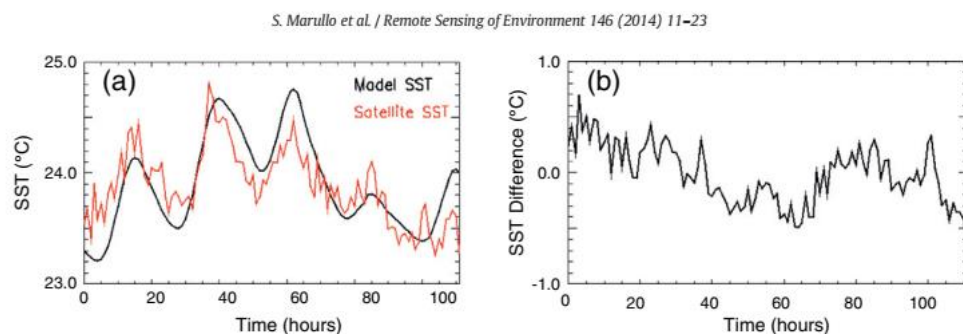 S. Marullo et al. / Remote Sensing of Environment 146 (2014) 11–23
(a)
Model SST
Satellite SST
25.0
24.0
23.0
SST (°C)
0 20 40 60 80 100
Time (hours)
(b)
1.0
0.0
-1.0
SST Difference (°C)
0 20 40 60 80 100
Time (hours)